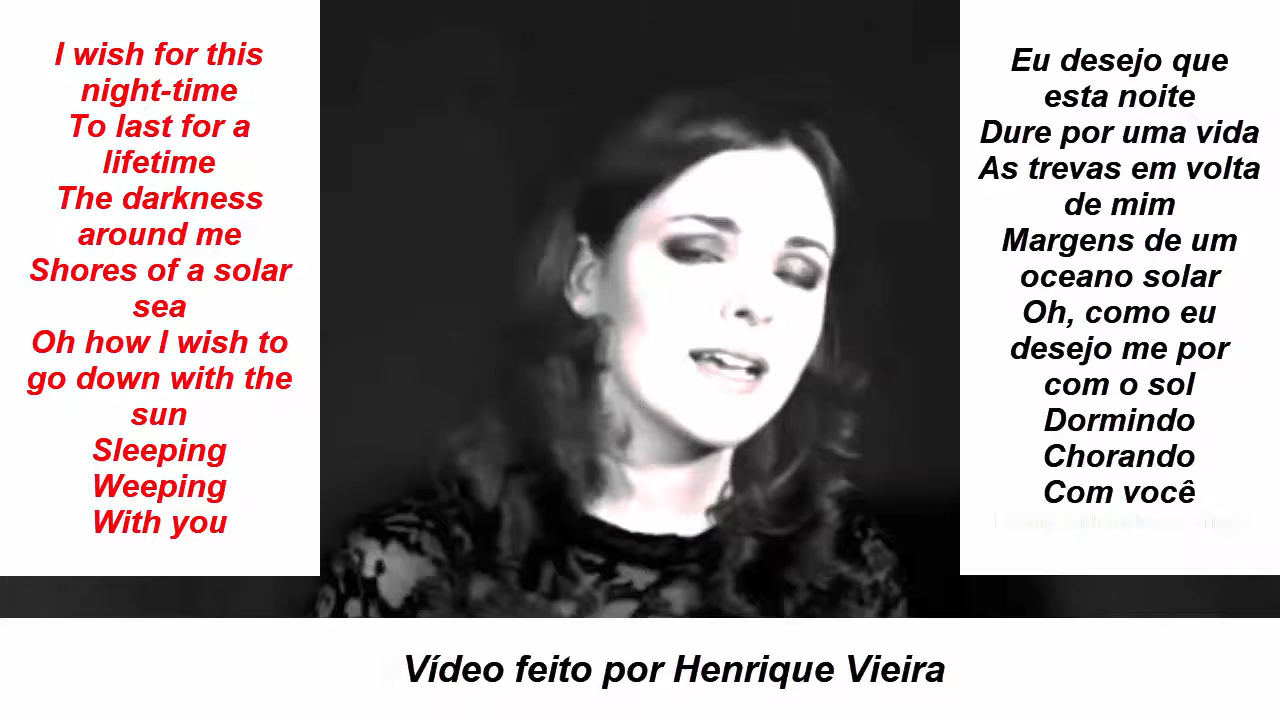 I wish for this
night-time
To last for a
lifetime
The darkness
around me
Shores of a solar
sea
Oh how I wish to
go down with the
sun
Sleeping
Weeping
With you
Eu desejo que
esta noite
Dure por uma vida
As trevas em volta
de mim
Margens de um
oceano solar
Oh, como eu
desejo me por
com o sol
Dormindo
Chorando
Com você
Vídeo feito por Henrique Vieira